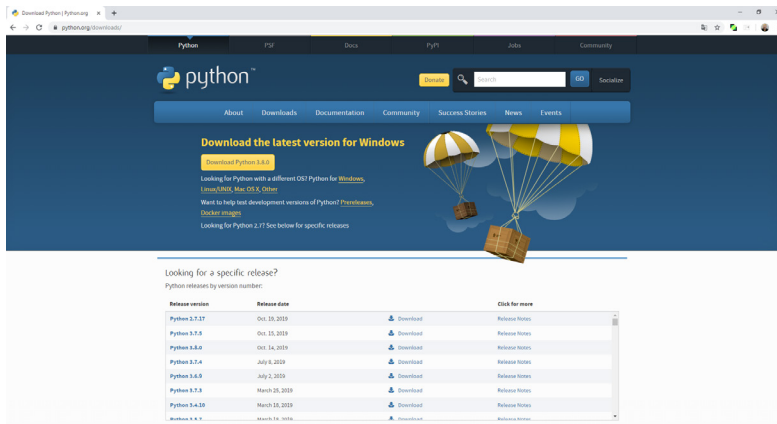 Download Python | Python.org
python.org/downloads/
Python PSF Docs PyPI Jobs Community
python™
Donate Search GO Socialize
About Downloads Documentation Community Success Stories News Events
Download the latest version for Windows
Download Python 3.8.0
Looking for Python with a different OS? Python for Windows,
Linux/UNIX, Mac OS X, Other
Want to help test development versions of Python? Prereleases,
Docker images
Looking for Python 2.7? See below for specific releases
Looking for a specific release?
Python releases by version number:
Release version Release date Click for more
Python 2.7.17 Oct. 19, 2019 Download Release Notes
Python 3.7.5 Oct. 15, 2019 Download Release Notes
Python 3.8.0 Oct. 14, 2019 Download Release Notes
Python 3.7.4 July 8, 2019 Download Release Notes
Python 3.6.9 July 2, 2019 Download Release Notes
Python 3.7.3 March 25, 2019 Download Release Notes
Python 3.4.10 March 18, 2019 Download Release Notes
Python March 18, 2019 Download Release Notes